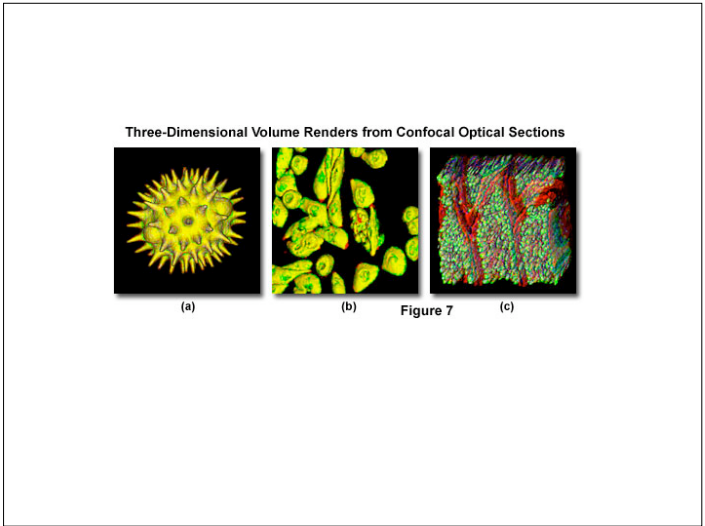 Three-Dimensional Volume Renders from Confocal Optical Sections
(a)
(b)
Figure 7
(c)